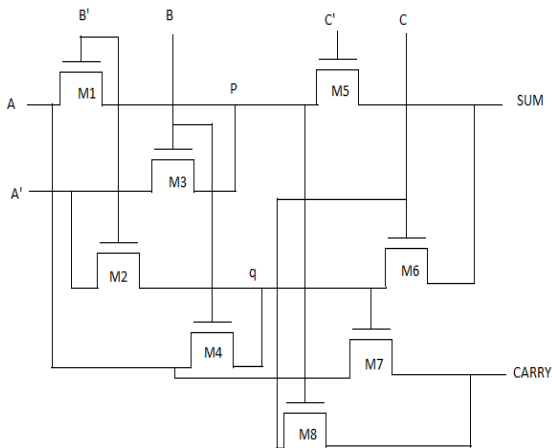 B' B C' C
A M1 P M5 SUM
A' M3
M2 q M6
M4 M7 CARRY
M8